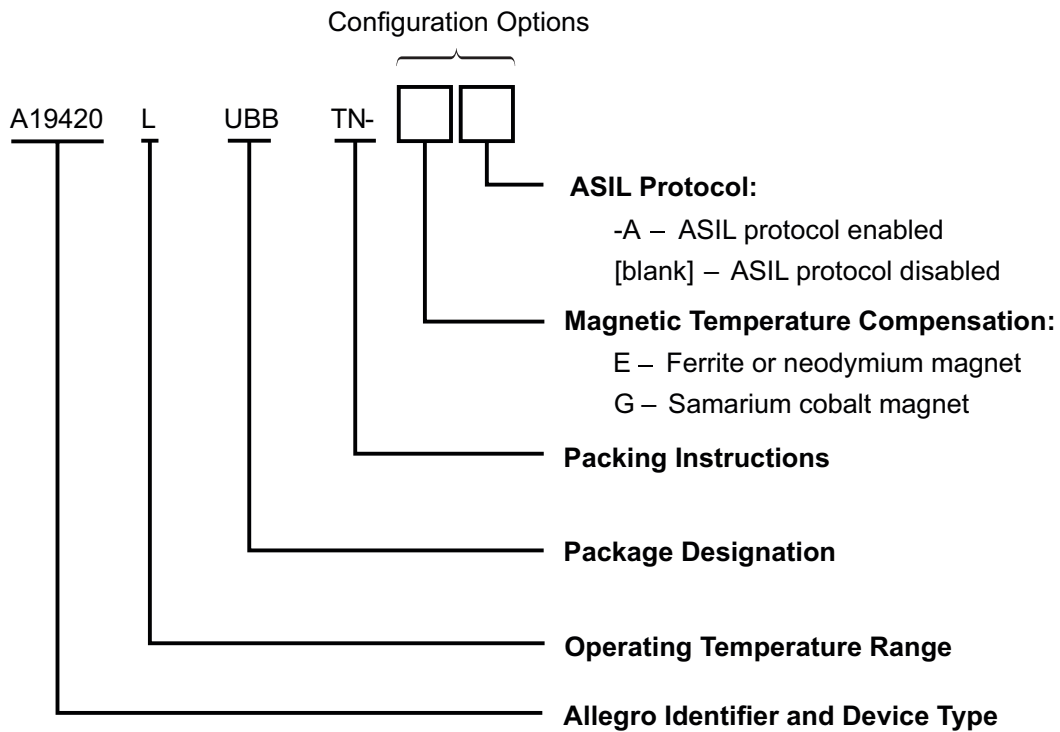 Configuration Options
A19420 L UBB TN-
ASIL Protocol:
-A – ASIL protocol enabled
[blank] – ASIL protocol disabled
Magnetic Temperature Compensation:
E – Ferrite or neodymium magnet
G – Samarium cobalt magnet
Packing Instructions
Package Designation
Operating Temperature Range
Allegro Identifier and Device Type